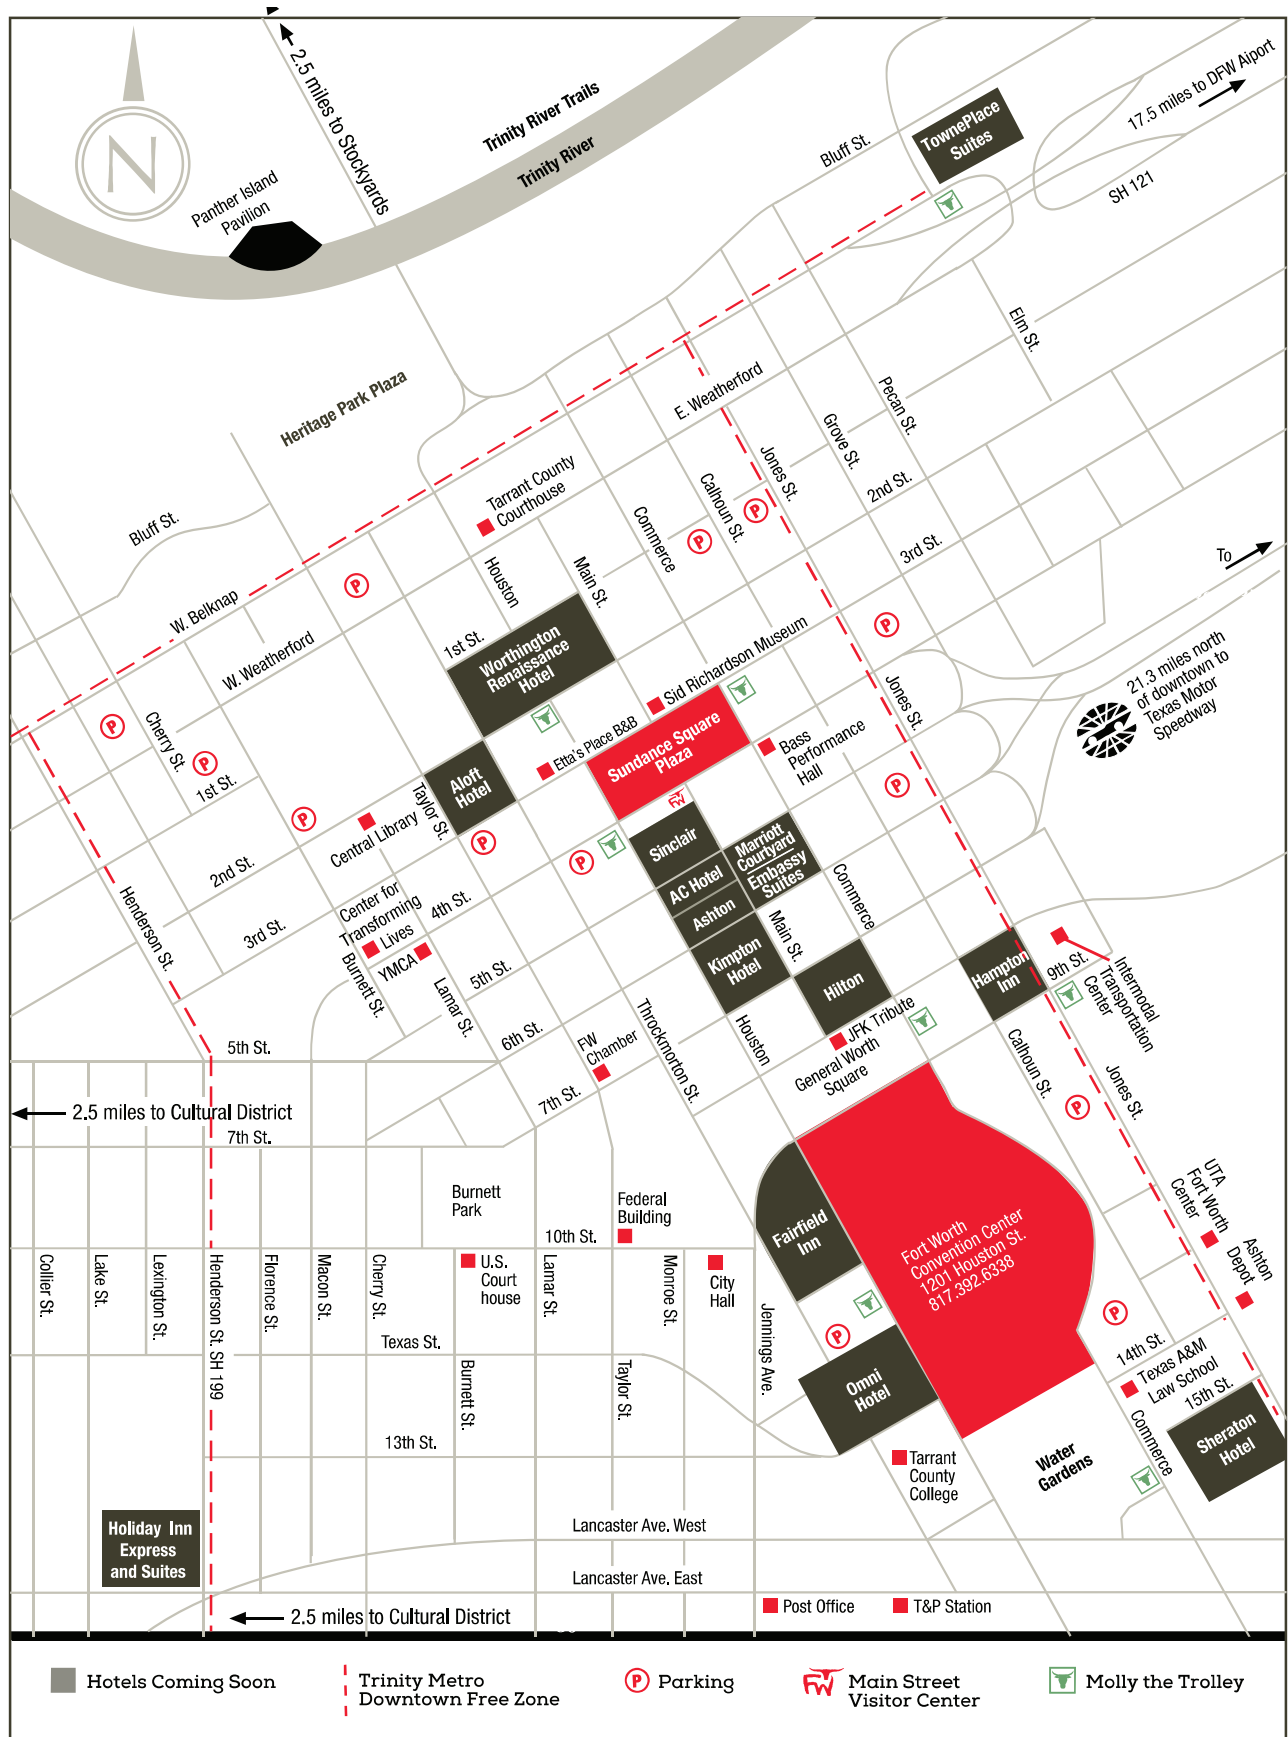 2.5 miles to Stockyards
Trinity River Trails
Trinity River
17.5 miles to DFW Aiport
TownePlace
Suites
Bluff St.
SH 121
N
Panther Island
Pavilion
Elm St.
Heritage Park Plaza
E. Weatherford
Pecan St.
Grove St.
Jones St.
2nd St.
Tarrant County
Courthouse
Calhoun St.
Commerce
3rd St.
Bluff St.
P
P
P
To
Houston
Main St.
W. Belknap
W. Weatherford
1st St.
Worthington
Renaissance
Hotel
Sid Richardson Museum
P
21.3 miles north
of downtown to
Texas Motor
Speedway
Jones St.
Cherry St.
P
P
1st St.
Etta's Place B&B
Sundance Square
Plaza
Bass
Performance
Hall
FW
Aloft
Hotel
Taylor St.
P
P
P
P
Central Library
Sinclair
Marriott
Courtyard
Embassy
Suites
AC Hotel
Ashton
Kimpton
Hotel
2nd St.
3rd St.
Henderson St.
Center for
Transforming
Lives
4th St.
YMCA
Burnett St.
Lamar St.
5th St.
6th St.
7th St.
FW
Chamber
Throckmorton St.
Houston
Main St.
Commerce
Hilton
JFK Tribute
General Worth
Square
Hampton
Inn
9th St.
Intermodal
Transportation
Center
Calhoun St.
Jones St.
P
5th St.
2.5 miles to Cultural District
7th St.
Burnett
Park
Federal
Building
10th St.
Fairfield
Inn
Fort Worth
Convention Center
1201 Houston St.
817.392.6338
UTA
Fort Worth
Center
Ashton
Depot
Collier St.
Lake St.
Lexington St.
Henderson St. SH 199
Florence St.
Macon St.
Cherry St.
U.S.
Court
house
Lamar St.
Monroe St.
City
Hall
Jennings Ave.
P
P
Texas St.
Burnett St.
Taylor St.
Omni
Hotel
14th St.
Texas A&M
Law School
15th St.
Commerce
Sheraton
Hotel
13th St.
Tarrant
County
College
Water
Gardens
Holiday Inn
Express
and Suites
Lancaster Ave. West
Lancaster Ave. East
2.5 miles to Cultural District
Post Office
T&P Station
Hotels Coming Soon
Trinity Metro
Downtown Free Zone
P
Parking
FW
Main Street
Visitor Center
Molly the Trolley